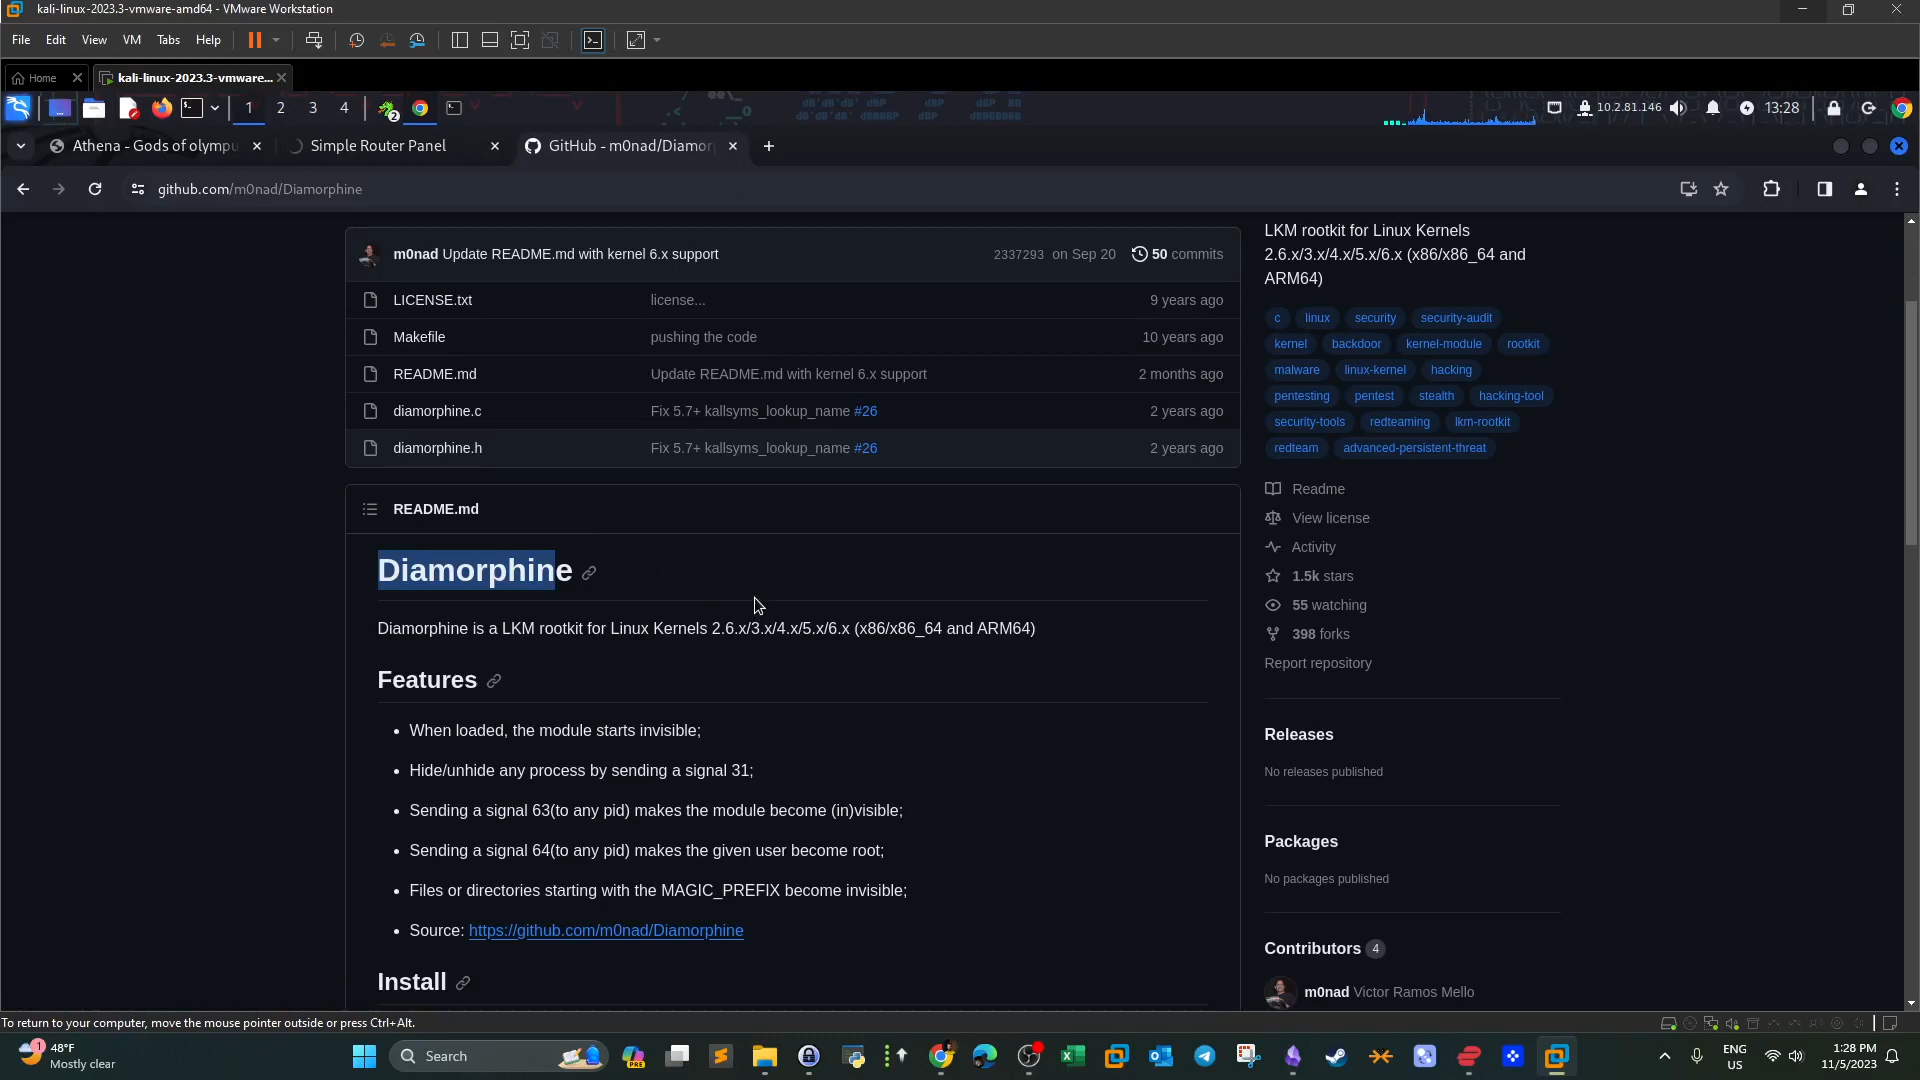 kali-linux-2023.3-vmware-amd64 - VMware Workstation
File Edit View VM Tabs Help
Home kali-linux-2023.3-vmware...
1 2 3 4 2 10.2.81.146 13:28
Athena - Gods of olympu Simple Router Panel GitHub - m0nad/Diamor
github.com/m0nad/Diamorphine
m0nad Update README.md with kernel 6.x support 2337293 on Sep 20 50 commits
LICENSE.txt license... 9 years ago
Makefile pushing the code 10 years ago
README.md Update README.md with kernel 6.x support 2 months ago
diamorphine.c Fix 5.7+ kallsyms_lookup_name #26 2 years ago
diamorphine.h Fix 5.7+ kallsyms_lookup_name #26 2 years ago
README.md
Diamorphine
Diamorphine is a LKM rootkit for Linux Kernels 2.6.x/3.x/4.x/5.x/6.x (x86/x86_64 and ARM64)
Features
• When loaded, the module starts invisible;
• Hide/unhide any process by sending a signal 31;
• Sending a signal 63(to any pid) makes the module become (in)visible;
• Sending a signal 64(to any pid) makes the given user become root;
• Files or directories starting with the MAGIC_PREFIX become invisible;
• Source: https://github.com/m0nad/Diamorphine
Install
LKM rootkit for Linux Kernels
2.6.x/3.x/4.x/5.x/6.x (x86/x86_64 and
ARM64)
c linux security security-audit
kernel backdoor kernel-module rootkit
malware linux-kernel hacking
pentesting pentest stealth hacking-tool
security-tools redteaming lkm-rootkit
redteam advanced-persistent-threat
Readme
View license
Activity
1.5k stars
55 watching
398 forks
Report repository
Releases
No releases published
Packages
No packages published
Contributors 4
m0nad Victor Ramos Mello
To return to your computer, move the mouse pointer outside or press Ctrl+Alt.
1 48°F
Mostly clear
Search
PRE
ENG
US
1:28 PM
11/5/2023